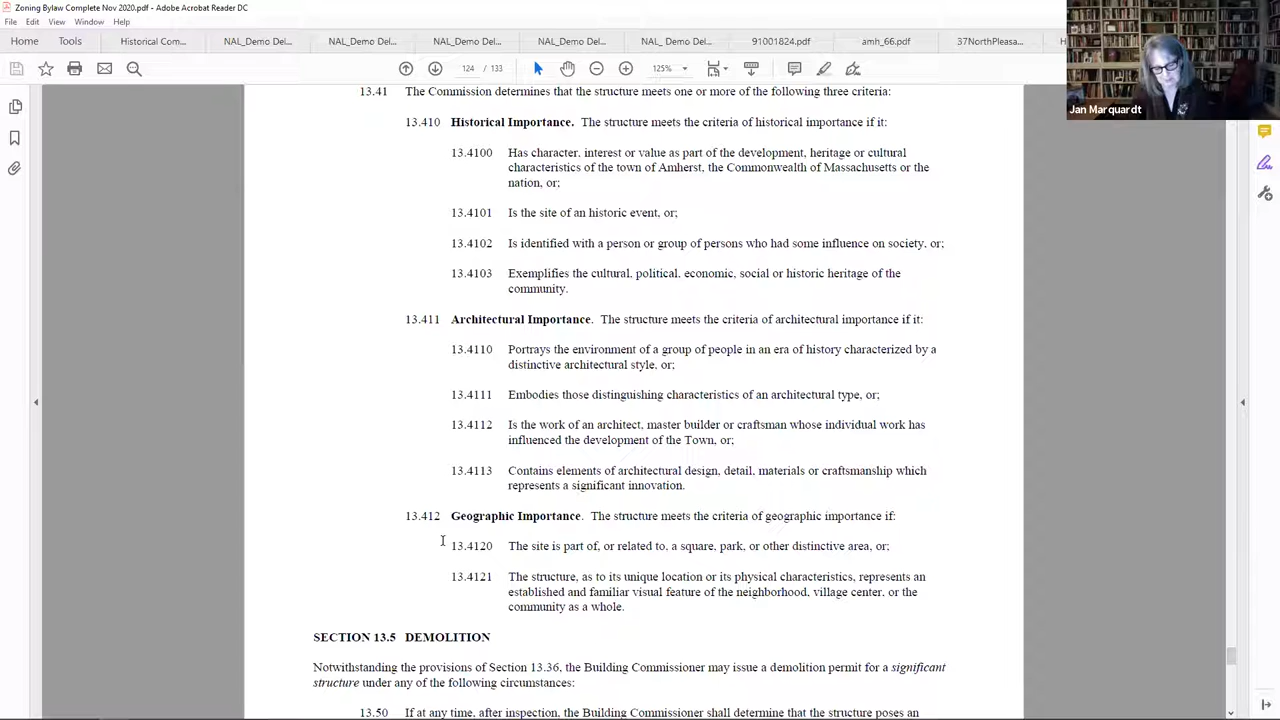 Zoning Bylaw Complete Nov 2020.pdf - Adobe Acrobat Reader DC
File Edit View Window Help
Home Tools Historical Com... NAL_Demo Del... NAL_Demo Del... NAL_Demo Del... NAL_Demo Del... NAL_ Demo Del... 91001824.pdf amh_66.pdf 37NorthPleasa...
124 / 133 125%
Jan Marquardt
13.41 The Commission determines that the structure meets one or more of the following three criteria:
13.410 Historical Importance. The structure meets the criteria of historical importance if it:
13.4100 Has character, interest or value as part of the development, heritage or cultural
characteristics of the town of Amherst, the Commonwealth of Massachusetts or the
nation, or;
13.4101 Is the site of an historic event, or;
13.4102 Is identified with a person or group of persons who had some influence on society, or;
13.4103 Exemplifies the cultural, political, economic, social or historic heritage of the
community.
13.411 Architectural Importance. The structure meets the criteria of architectural importance if it:
13.4110 Portrays the environment of a group of people in an era of history characterized by a
distinctive architectural style, or;
13.4111 Embodies those distinguishing characteristics of an architectural type, or;
13.4112 Is the work of an architect, master builder or craftsman whose individual work has
influenced the development of the Town, or;
13.4113 Contains elements of architectural design, detail, materials or craftsmanship which
represents a significant innovation.
13.412 Geographic Importance. The structure meets the criteria of geographic importance if:
13.4120 The site is part of, or related to, a square, park, or other distinctive area, or;
13.4121 The structure, as to its unique location or its physical characteristics, represents an
established and familiar visual feature of the neighborhood, village center, or the
community as a whole.
SECTION 13.5 DEMOLITION
Notwithstanding the provisions of Section 13.36, the Building Commissioner may issue a demolition permit for a significant
structure under any of the following circumstances:
13.50 If at any time, after inspection, the Building Commissioner shall determine that the structure poses an